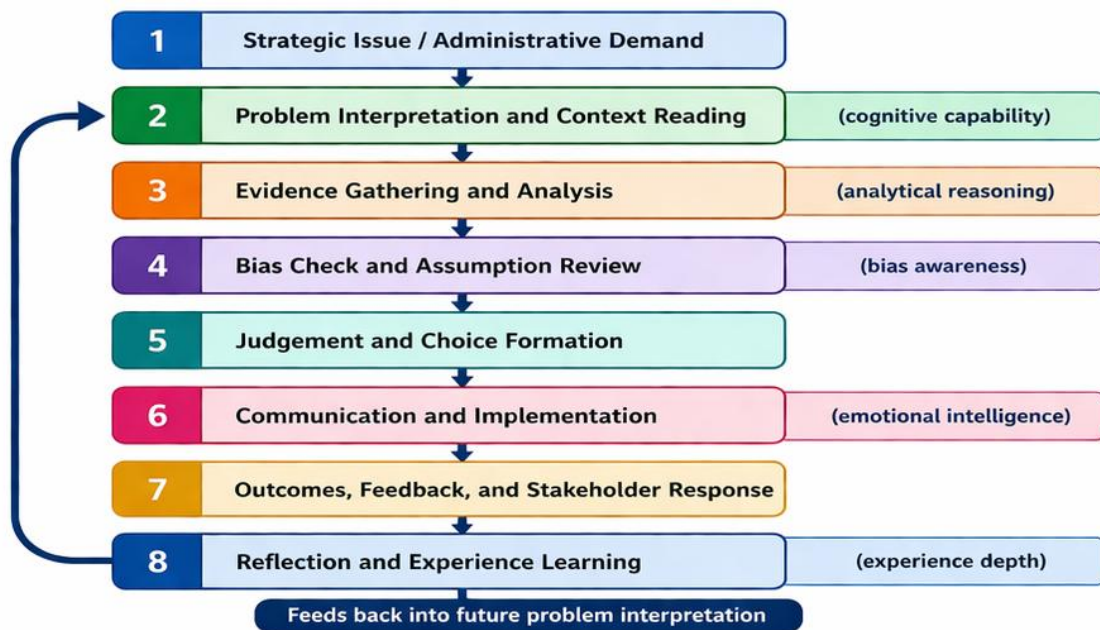 1 Strategic Issue / Administrative Demand
2 Problem Interpretation and Context Reading (cognitive capability)
3 Evidence Gathering and Analysis (analytical reasoning)
4 Bias Check and Assumption Review (bias awareness)
5 Judgement and Choice Formation
6 Communication and Implementation (emotional intelligence)
7 Outcomes, Feedback, and Stakeholder Response
8 Reflection and Experience Learning (experience depth)
Feeds back into future problem interpretation